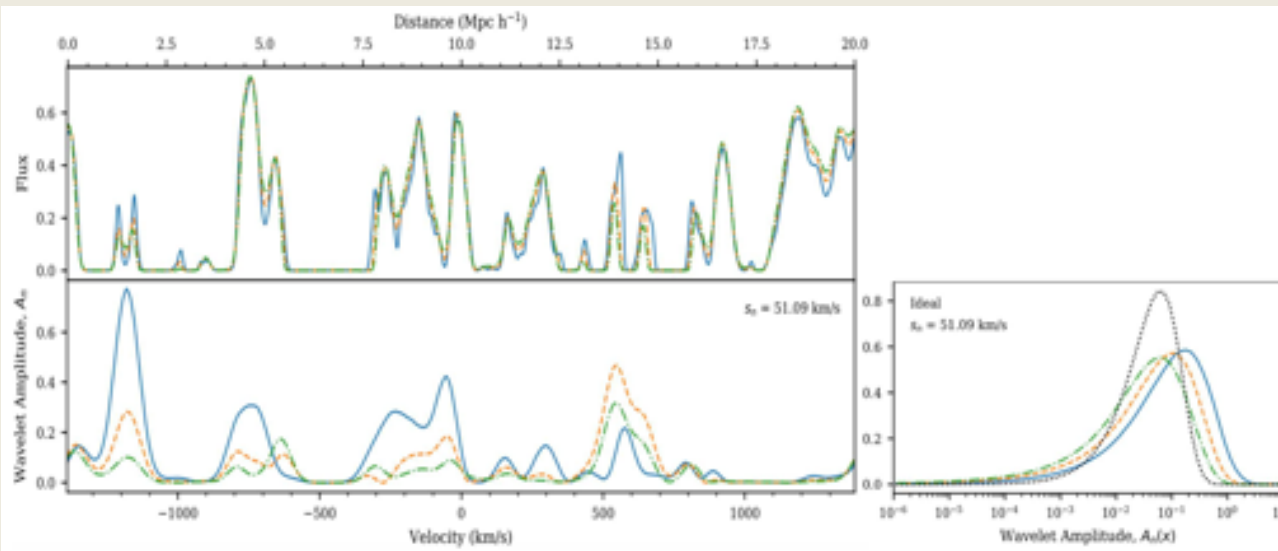 Distance (Mpc h⁻¹)
0.0 2.5 5.0 7.5 10.0 12.5 15.0 17.5 20.0
Flux
0.6
0.4
0.2
0.0
Wavelet Amplitude, Aₙ
sₙ = 51.09 km/s
0.6
0.4
0.2
0.0
−1000 −500 0 500 1000
Velocity (km/s)
Ideal
sₙ = 51.09 km/s
0.8
0.6
0.4
0.2
0.0
10⁻⁶ 10⁻⁵ 10⁻⁴ 10⁻³ 10⁻² 10⁻¹ 10⁰
Wavelet Amplitude, Aₙ(x)